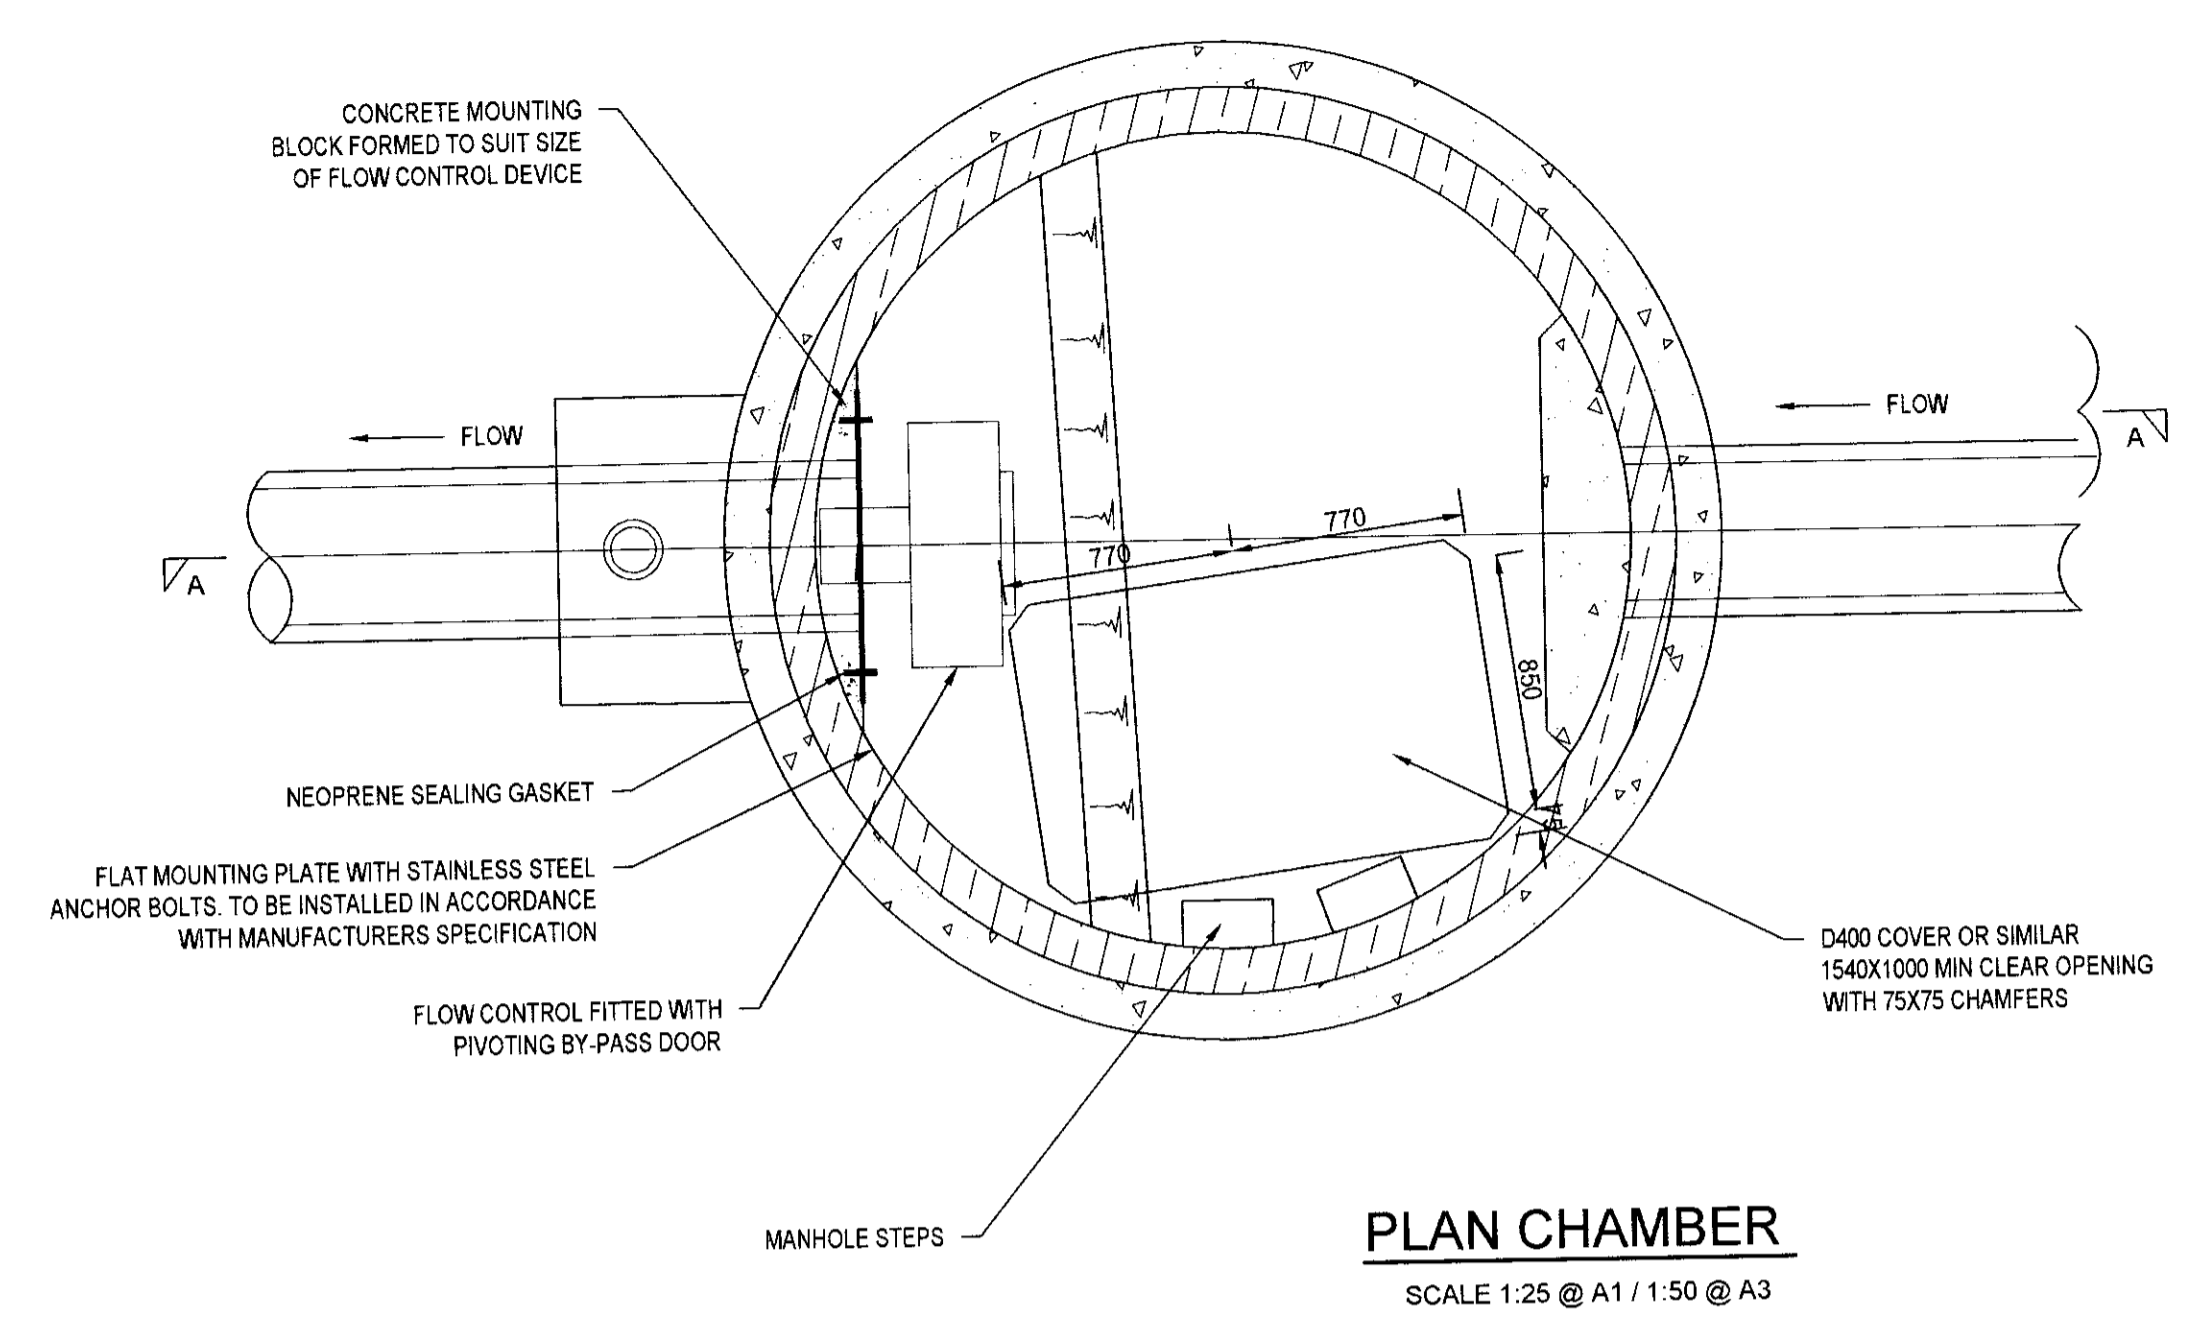 CONCRETE MOUNTING
BLOCK FORMED TO SUIT SIZE
OF FLOW CONTROL DEVICE
FLOW
FLOW
A
A
770
770
850
75
NEOPRENE SEALING GASKET
FLAT MOUNTING PLATE WITH STAINLESS STEEL
ANCHOR BOLTS. TO BE INSTALLED IN ACCORDANCE
WITH MANUFACTURERS SPECIFICATION
FLOW CONTROL FITTED WITH
PIVOTING BY-PASS DOOR
D400 COVER OR SIMILAR
1540X1000 MIN CLEAR OPENING
WITH 75X75 CHAMFERS
MANHOLE STEPS
PLAN CHAMBER
SCALE 1:25 @ A1 / 1:50 @ A3